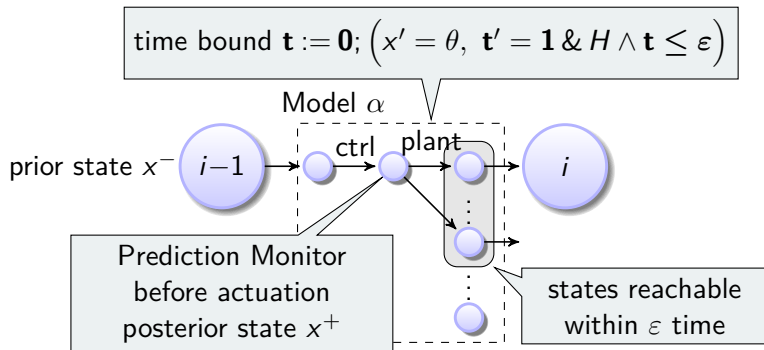 time bound t := 0; (x′ = θ, t′ = 1 & H ∧ t ≤ ε)
Model α
ctrl
plant
prior state x⁻
i−1
i
Prediction Monitor
before actuation
posterior state x⁺
states reachable
within ε time